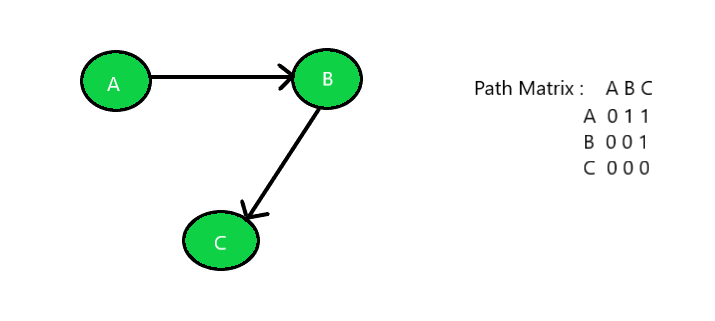 A
B
C
Path Matrix : A B C
A 0 1 1
B 0 0 1
C 0 0 0